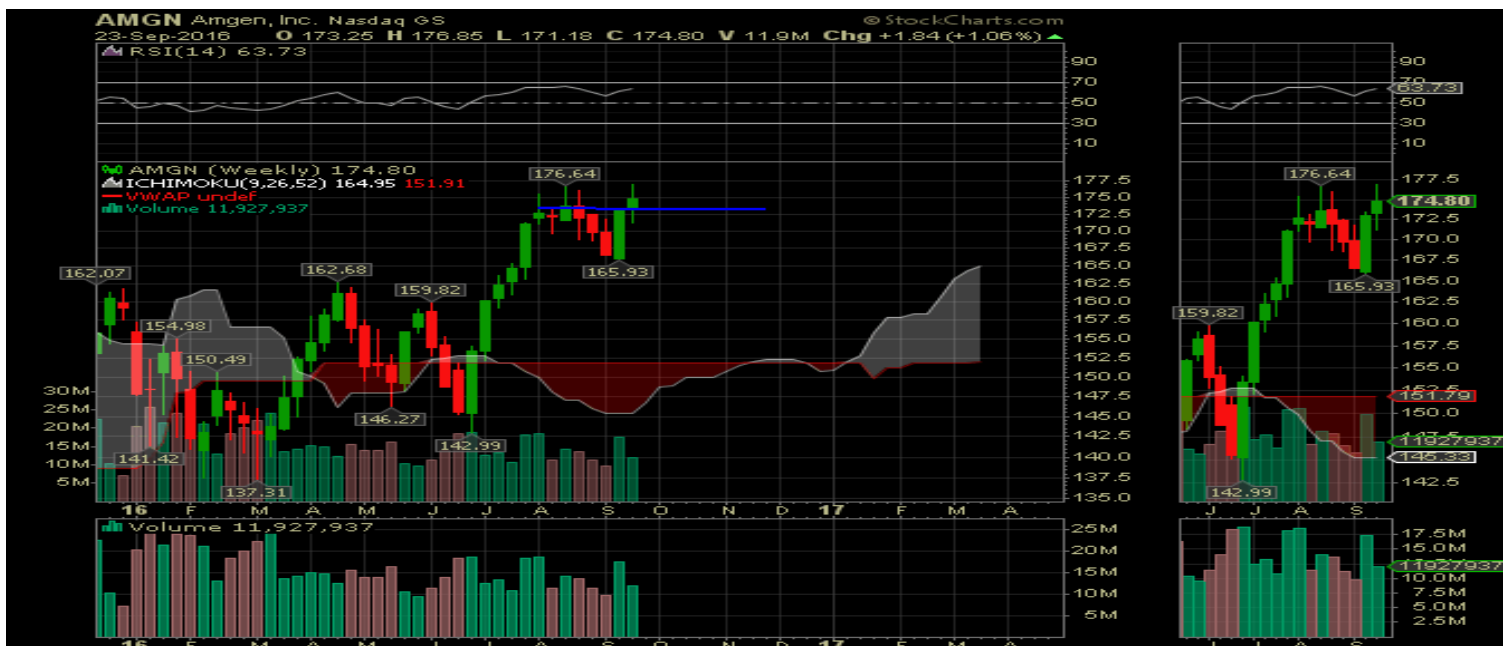 AMGN Amgen, Inc. Nasdaq GS © StockCharts.com
23-Sep-2016 O 173.25 H 176.85 L 171.18 C 174.80 V 11.9M Chg +1.84 (+1.06%)
RSI(14) 63.73
90
70
50
30
10
AMGN (Weekly) 174.80
ICHIMOKU(9,26,52) 164.95 151.91
VWAP undef
Volume 11,927,937
176.64
165.93
162.07
162.68
159.82
154.98
150.49
146.27
142.99
141.42
137.31
177.5
175.0
172.5
170.0
167.5
165.0
162.5
160.0
157.5
155.0
152.5
150.0
147.5
145.0
142.5
140.0
137.5
135.0
30M
25M
20M
15M
10M
5M
16 F M A M J J A S O N D 17 F M A
Volume 11,927,937
25M
20M
15M
10M
5M
16 F M A M J J A S O N D 17 F M A
90
70
63.73
50
30
10
176.64
165.93
159.82
142.99
177.5
174.80
172.5
170.0
167.5
165.0
162.5
160.0
157.5
155.0
152.5
151.79
150.0
147.5
11927937
145.33
142.5
J J A S
17.5M
15.0M
11927937
10.0M
7.5M
5.0M
2.5M
J J A S